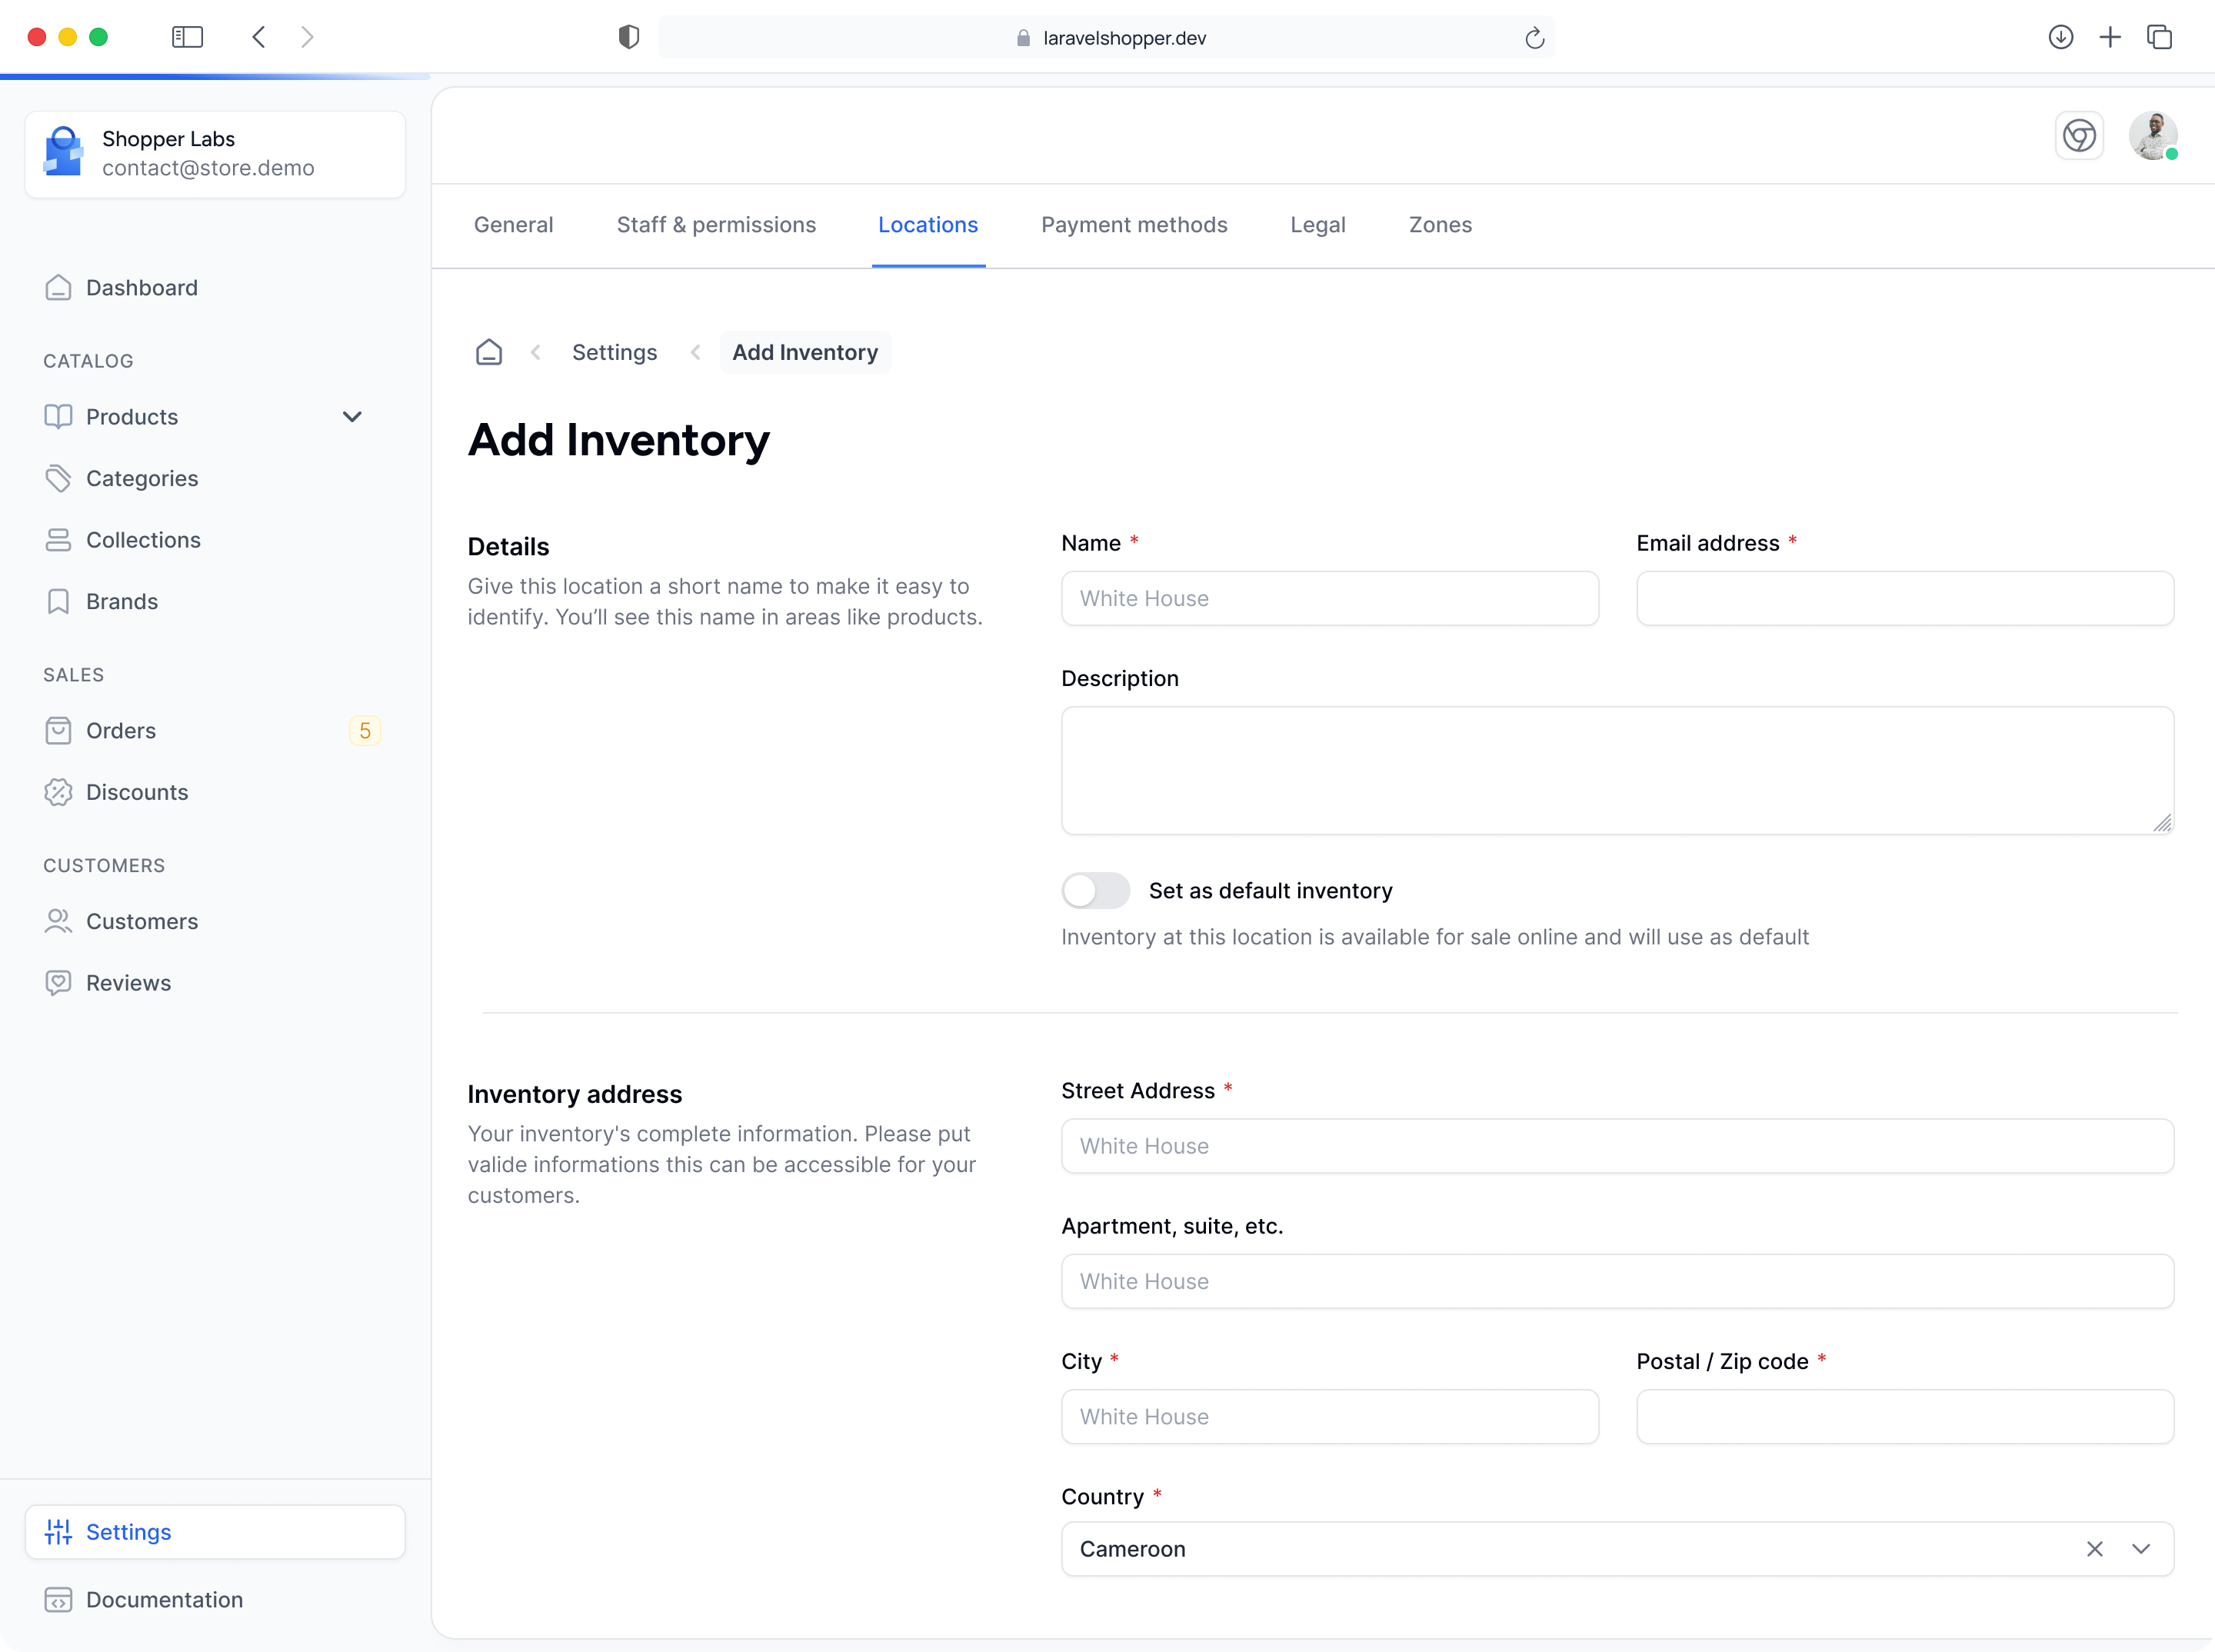 laravelshopper.dev
Shopper Labs
contact@store.demo
Dashboard
CATALOG
Products
Categories
Collections
Brands
SALES
Orders
5
Discounts
CUSTOMERS
Customers
Reviews
Settings
Documentation
General
Staff & permissions
Locations
Payment methods
Legal
Zones
Settings
Add Inventory
Add Inventory
Details
Give this location a short name to make it easy to
identify. You’ll see this name in areas like products.
Name *
White House
Email address *
Description
Set as default inventory
Inventory at this location is available for sale online and will use as default
Inventory address
Your inventory's complete information. Please put
valide informations this can be accessible for your
customers.
Street Address *
White House
Apartment, suite, etc.
White House
City *
White House
Postal / Zip code *
Country *
Cameroon